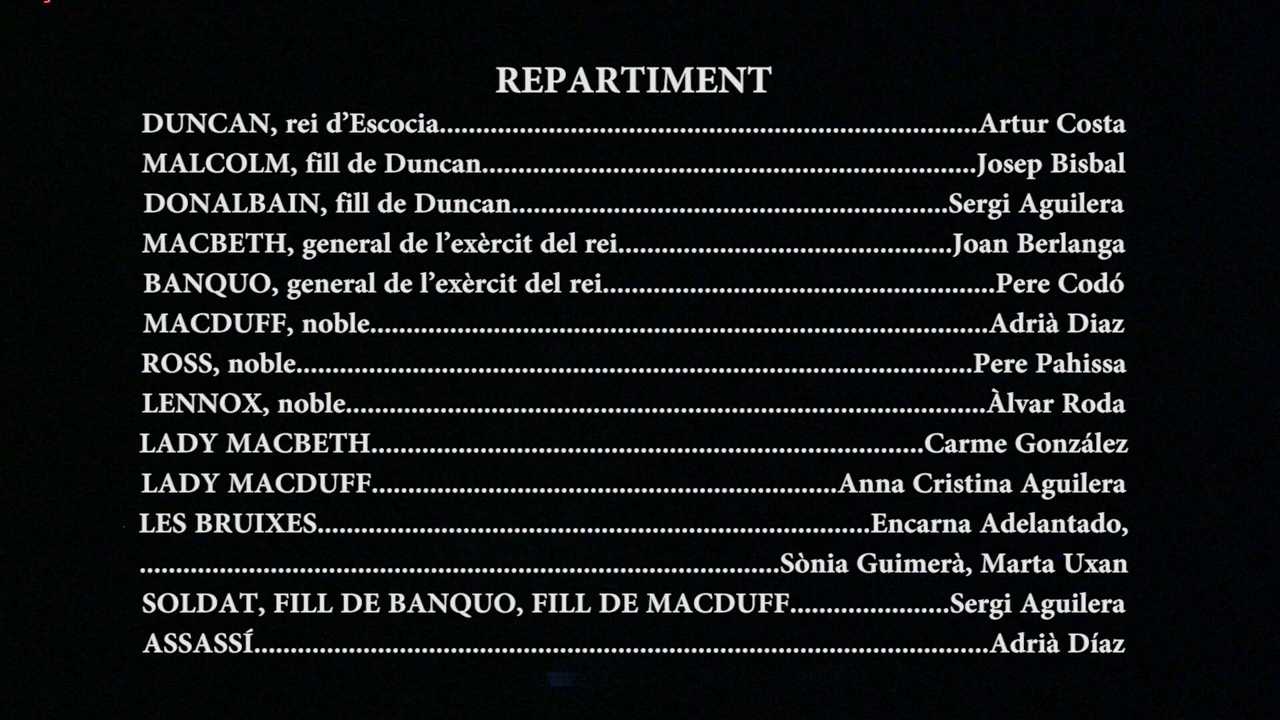 REPARTIMENT
DUNCAN, rei d’Escocia..........................................................................Artur Costa
MALCOLM, fill de Duncan....................................................................Josep Bisbal
DONALBAIN, fill de Duncan............................................................Sergi Aguilera
MACBETH, general de l’exèrcit del rei..............................................Joan Berlanga
BANQUO, general de l’exèrcit del rei......................................................Pere Codó
MACDUFF, noble.....................................................................................Adrià Diaz
ROSS, noble.............................................................................................Pere Pahissa
LENNOX, noble........................................................................................Àlvar Roda
LADY MACBETH............................................................................Carme González
LADY MACDUFF................................................................Anna Cristina Aguilera
LES BRUIXES............................................................................Encarna Adelantado,
........................................................................................Sònia Guimerà, Marta Uxan
SOLDAT, FILL DE BANQUO, FILL DE MACDUFF......................Sergi Aguilera
ASSASSÍ.....................................................................................................Adrià Díaz